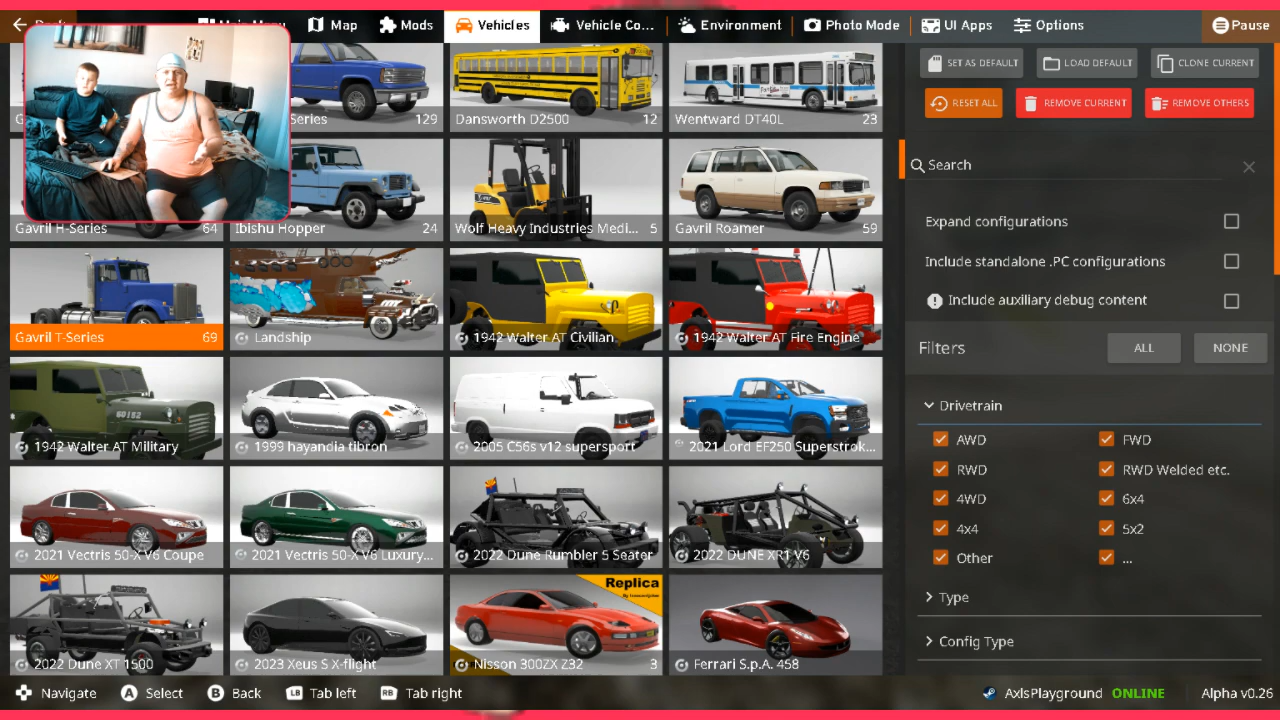 Map
Mods
Vehicles
Vehicle Co...
Environment
Photo Mode
UI Apps
Options
Pause
SET AS DEFAULT
LOAD DEFAULT
CLONE CURRENT
RESET ALL
REMOVE CURRENT
REMOVE OTHERS
Series 129
Dansworth D2500 12
Wentward DT40L 23
Gavril H-Series 64
Ibishu Hopper 24
Wolf Heavy Industries Medi... 5
Gavril Roamer 59
Gavril T-Series 69
Landship
1942 Walter AT Civilian
1942 Walter AT Fire Engine
60152
1942 Walter AT Military
1999 hayandia tibron
2005 C56s v12 supersport
2021 Lord EF250 Superstrok...
2021 Vectris 50-X V6 Coupe
2021 Vectris 50-X V6 Luxury...
2022 Dune Rumbler 5 Seater
2022 DUNE XR1 V6
2022 Dune XT 1500
2023 Xeus S X-flight
Replica
Nisson 300ZX Z32 3
Ferrari S.p.A. 458
Search
Expand configurations
Include standalone .PC configurations
Include auxiliary debug content
Filters
ALL
NONE
Drivetrain
AWD
FWD
RWD
RWD Welded etc.
4WD
6x4
4x4
5x2
Other
...
Type
Config Type
Navigate
A Select
B Back
LB Tab left
RB Tab right
AxlsPlayground ONLINE
Alpha v0.26